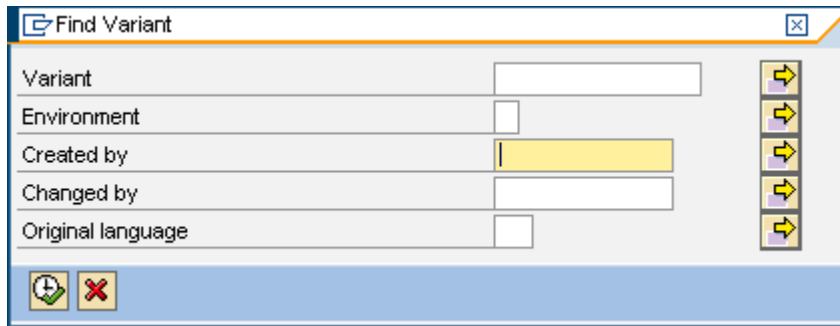 Find Variant
Variant
Environment
Created by
Changed by
Original language